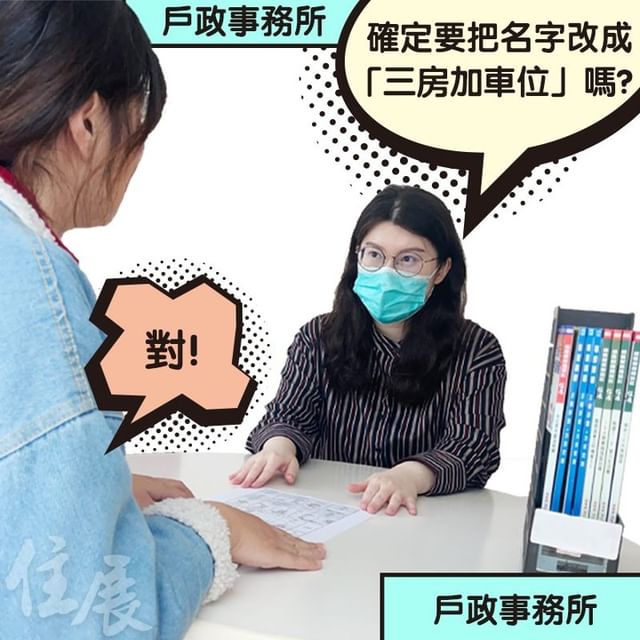 戶政事務所
確定要把名字改成
「三房加車位」嗎?
對!
住展
戶政事務所